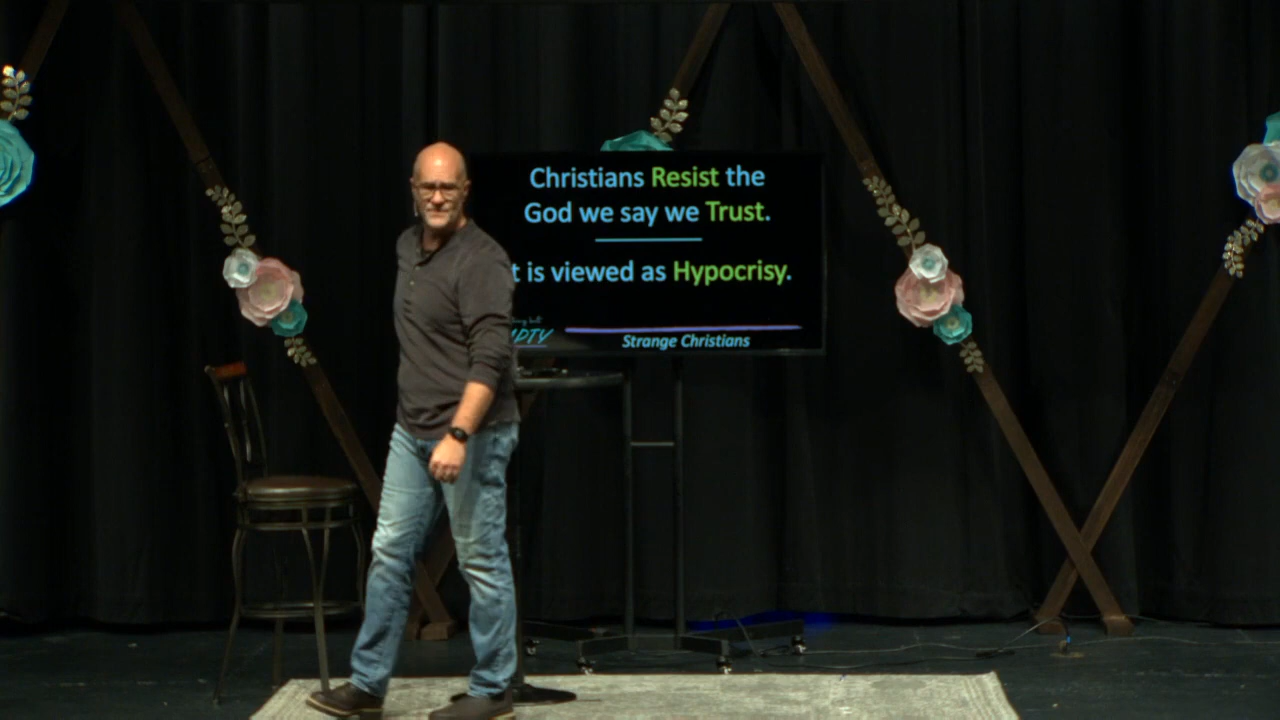 Christians Resist the
God we say we Trust.
t is viewed as Hypocrisy.
Strange Christians